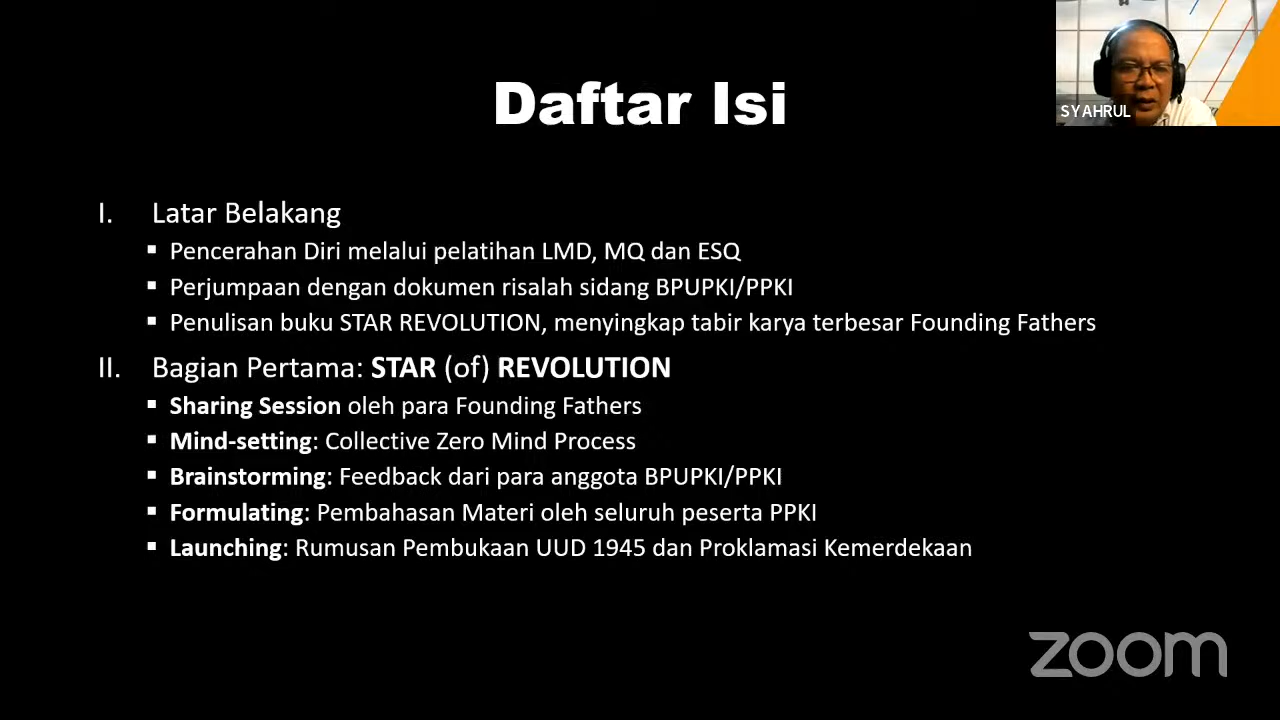 Daftar Isi
SYAHRUL
I. Latar Belakang
▪ Pencerahan Diri melalui pelatihan LMD, MQ dan ESQ
▪ Perjumpaan dengan dokumen risalah sidang BPUPKI/PPKI
▪ Penulisan buku STAR REVOLUTION, menyingkap tabir karya terbesar Founding Fathers
II. Bagian Pertama: STAR (of) REVOLUTION
▪ Sharing Session oleh para Founding Fathers
▪ Mind-setting: Collective Zero Mind Process
▪ Brainstorming: Feedback dari para anggota BPUPKI/PPKI
▪ Formulating: Pembahasan Materi oleh seluruh peserta PPKI
▪ Launching: Rumusan Pembukaan UUD 1945 dan Proklamasi Kemerdekaan
zoom